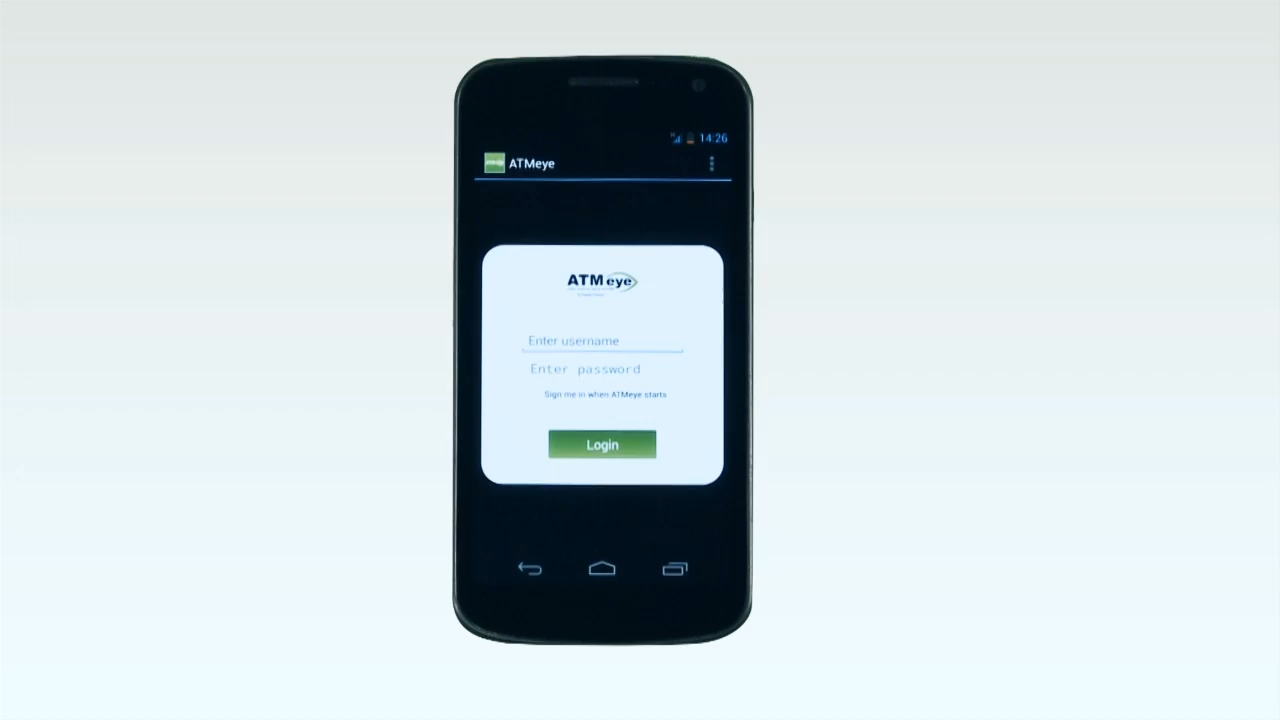 14:26
ATMeye
ATMeye
Enter username
Enter password
Sign me in when ATMeye starts
Login